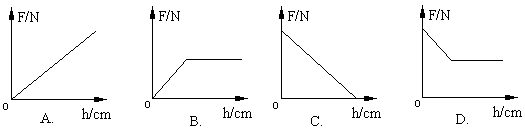 F/N F/N F/N F/N
0 h/cm 0 h/cm 0 h/cm 0 h/cm
A. B. C. D.